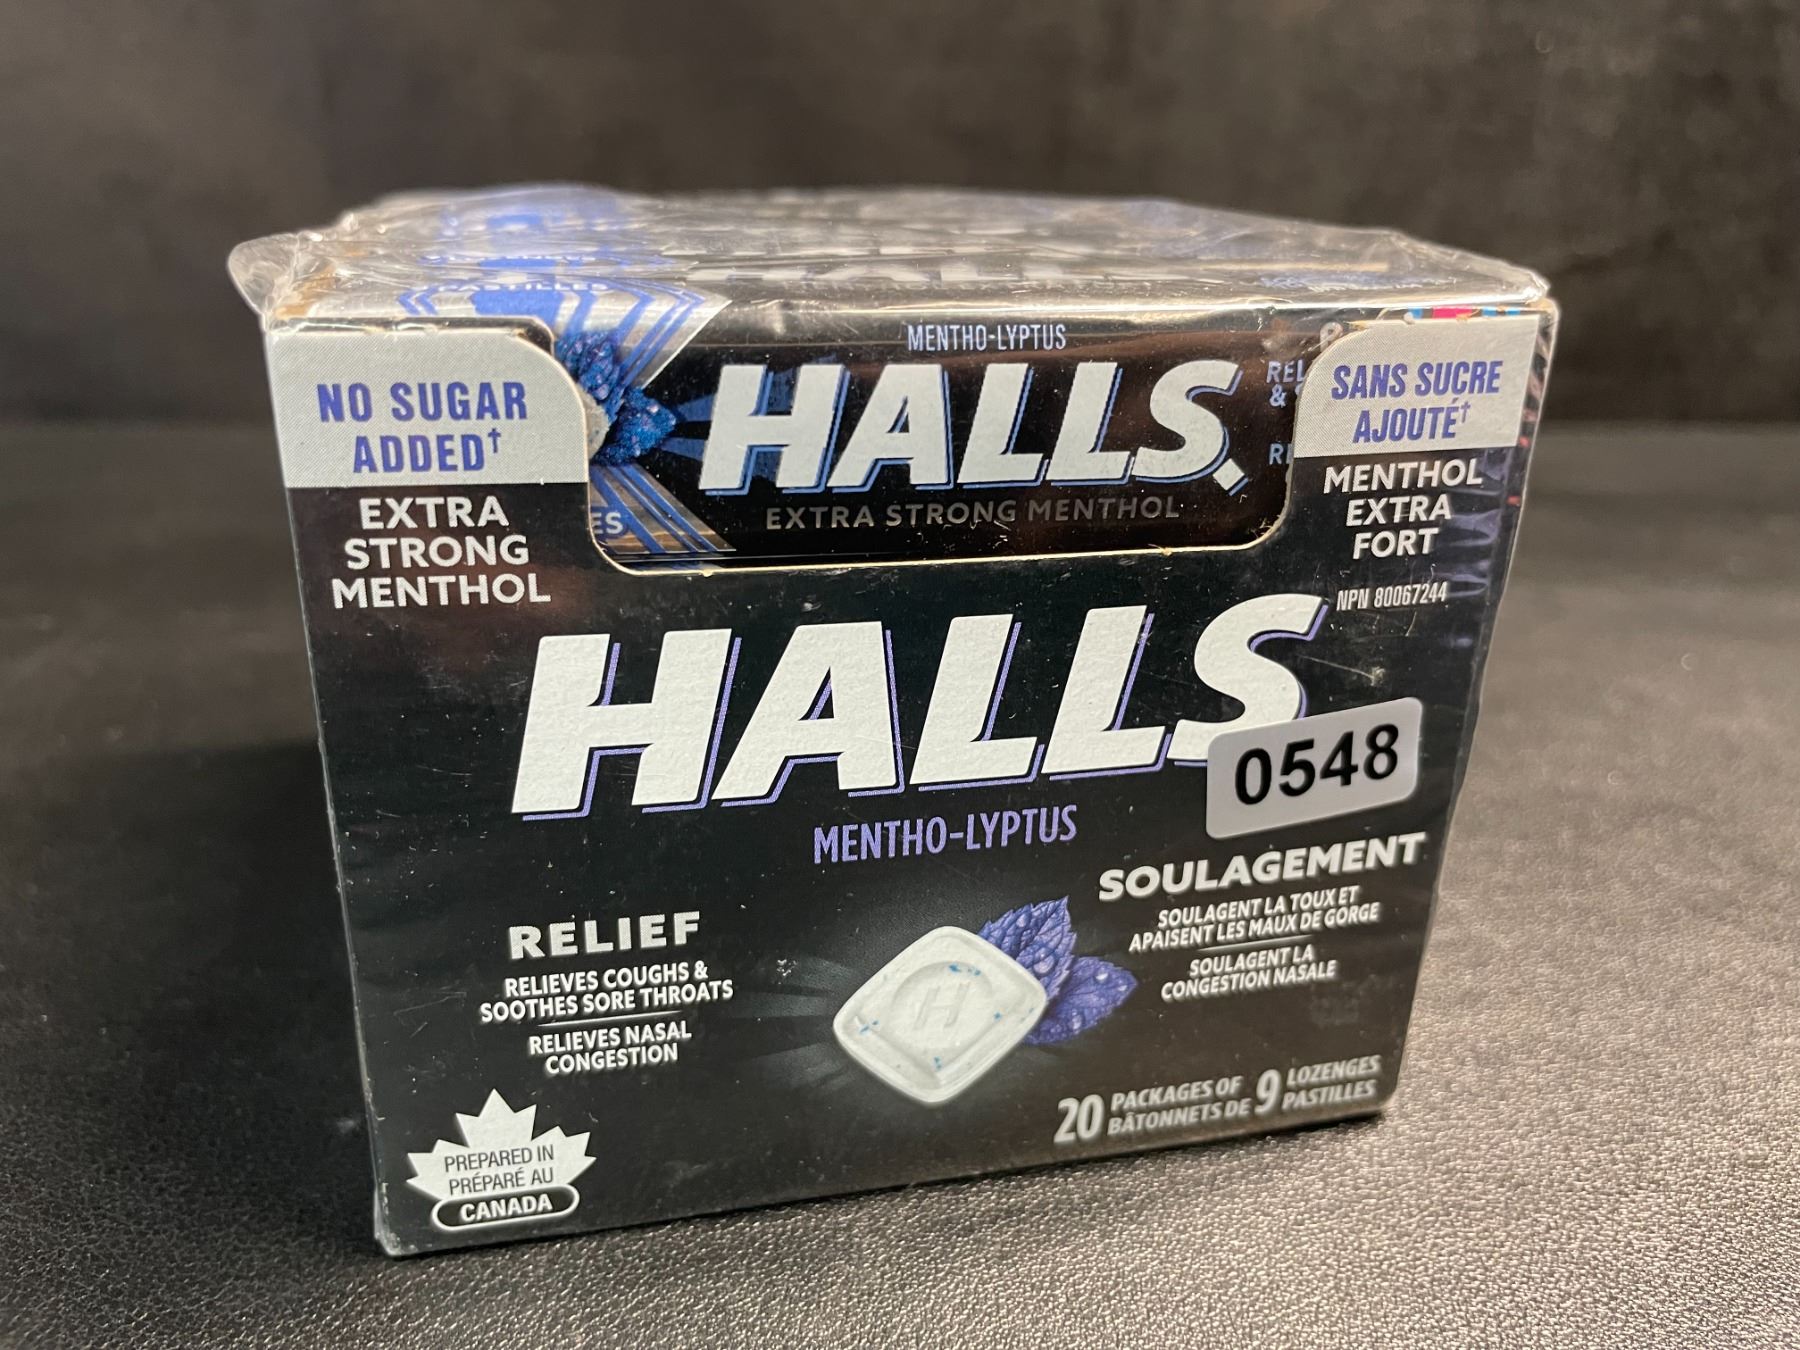 PASTILLES
MENTHO-LYPTUS
HALLS
EXTRA STRONG MENTHOL
NO SUGAR
ADDED†
EXTRA
STRONG
MENTHOL
SANS SUCRE
AJOUTÉ†
MENTHOL
EXTRA
FORT
NPN 80067244
HALLS
0548
MENTHO-LYPTUS
RELIEF
RELIEVES COUGHS &
SOOTHES SORE THROATS
RELIEVES NASAL
CONGESTION
SOULAGEMENT
SOULAGENT LA TOUX ET
APAISENT LES MAUX DE GORGE
SOULAGENT LA
CONGESTION NASALE
PREPARED IN
PRÉPARÉ AU
CANADA
20 PACKAGES OF 9 LOZENGES
BÂTONNETS DE PASTILLES